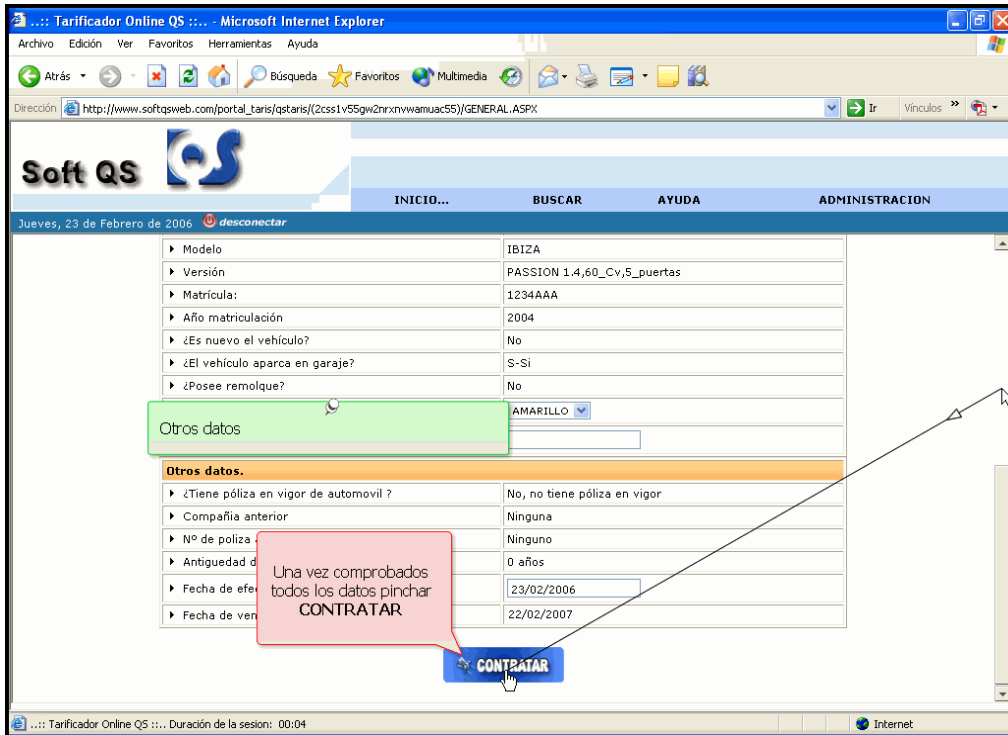 ..:: Tarificador Online QS ::.. - Microsoft Internet Explorer
Archivo Edición Ver Favoritos Herramientas Ayuda
Atrás Búsqueda Favoritos Multimedia
Dirección http://www.softqsweb.com/portal_taris/qstaris/(2css1v55gw2nrxnvwamuac55)/GENERAL.ASPX Ir Vínculos »
Soft QS
INICIO... BUSCAR AYUDA ADMINISTRACION
Jueves, 23 de Febrero de 2006 desconectar
Modelo IBIZA
Versión PASSION 1.4,60_Cv,5_puertas
Matrícula: 1234AAA
Año matriculación 2004
¿Es nuevo el vehículo? No
¿El vehículo aparca en garaje? S-Si
¿Posee remolque? No
AMARILLO
Otros datos
Otros datos.
¿Tiene póliza en vigor de automovil ? No, no tiene póliza en vigor
Compañia anterior Ninguna
Nº de poliza Ninguno
Antiguedad d 0 años
Fecha de efe 23/02/2006
Fecha de ven 22/02/2007
Una vez comprobados
todos los datos pinchar
CONTRATAR
CONTRATAR
..:: Tarificador Online QS ::.. Duración de la sesion: 00:04 Internet